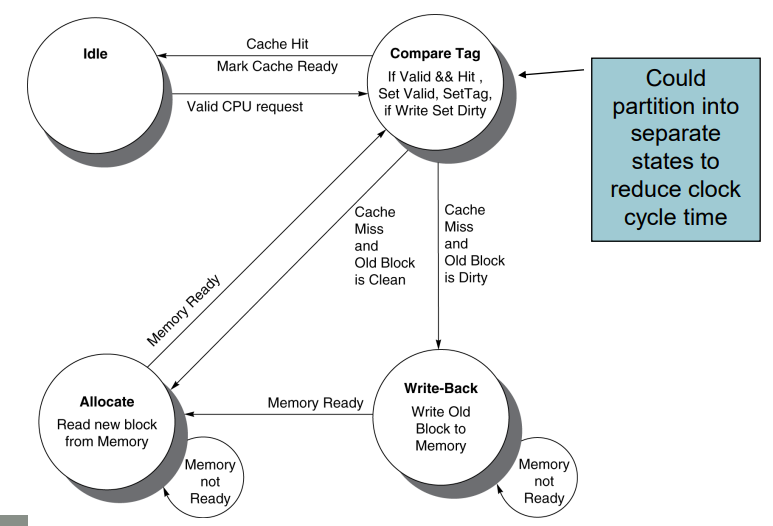 Idle
Cache Hit
Mark Cache Ready
Valid CPU request
Compare Tag
If Valid && Hit ,
Set Valid, SetTag,
if Write Set Dirty
Could
partition into
separate
states to
reduce clock
cycle time
Cache
Miss
and
Old Block
is Clean
Cache
Miss
and
Old Block
is Dirty
Memory Ready
Allocate
Read new block
from Memory
Memory
not
Ready
Memory Ready
Write-Back
Write Old
Block to
Memory
Memory
not
Ready